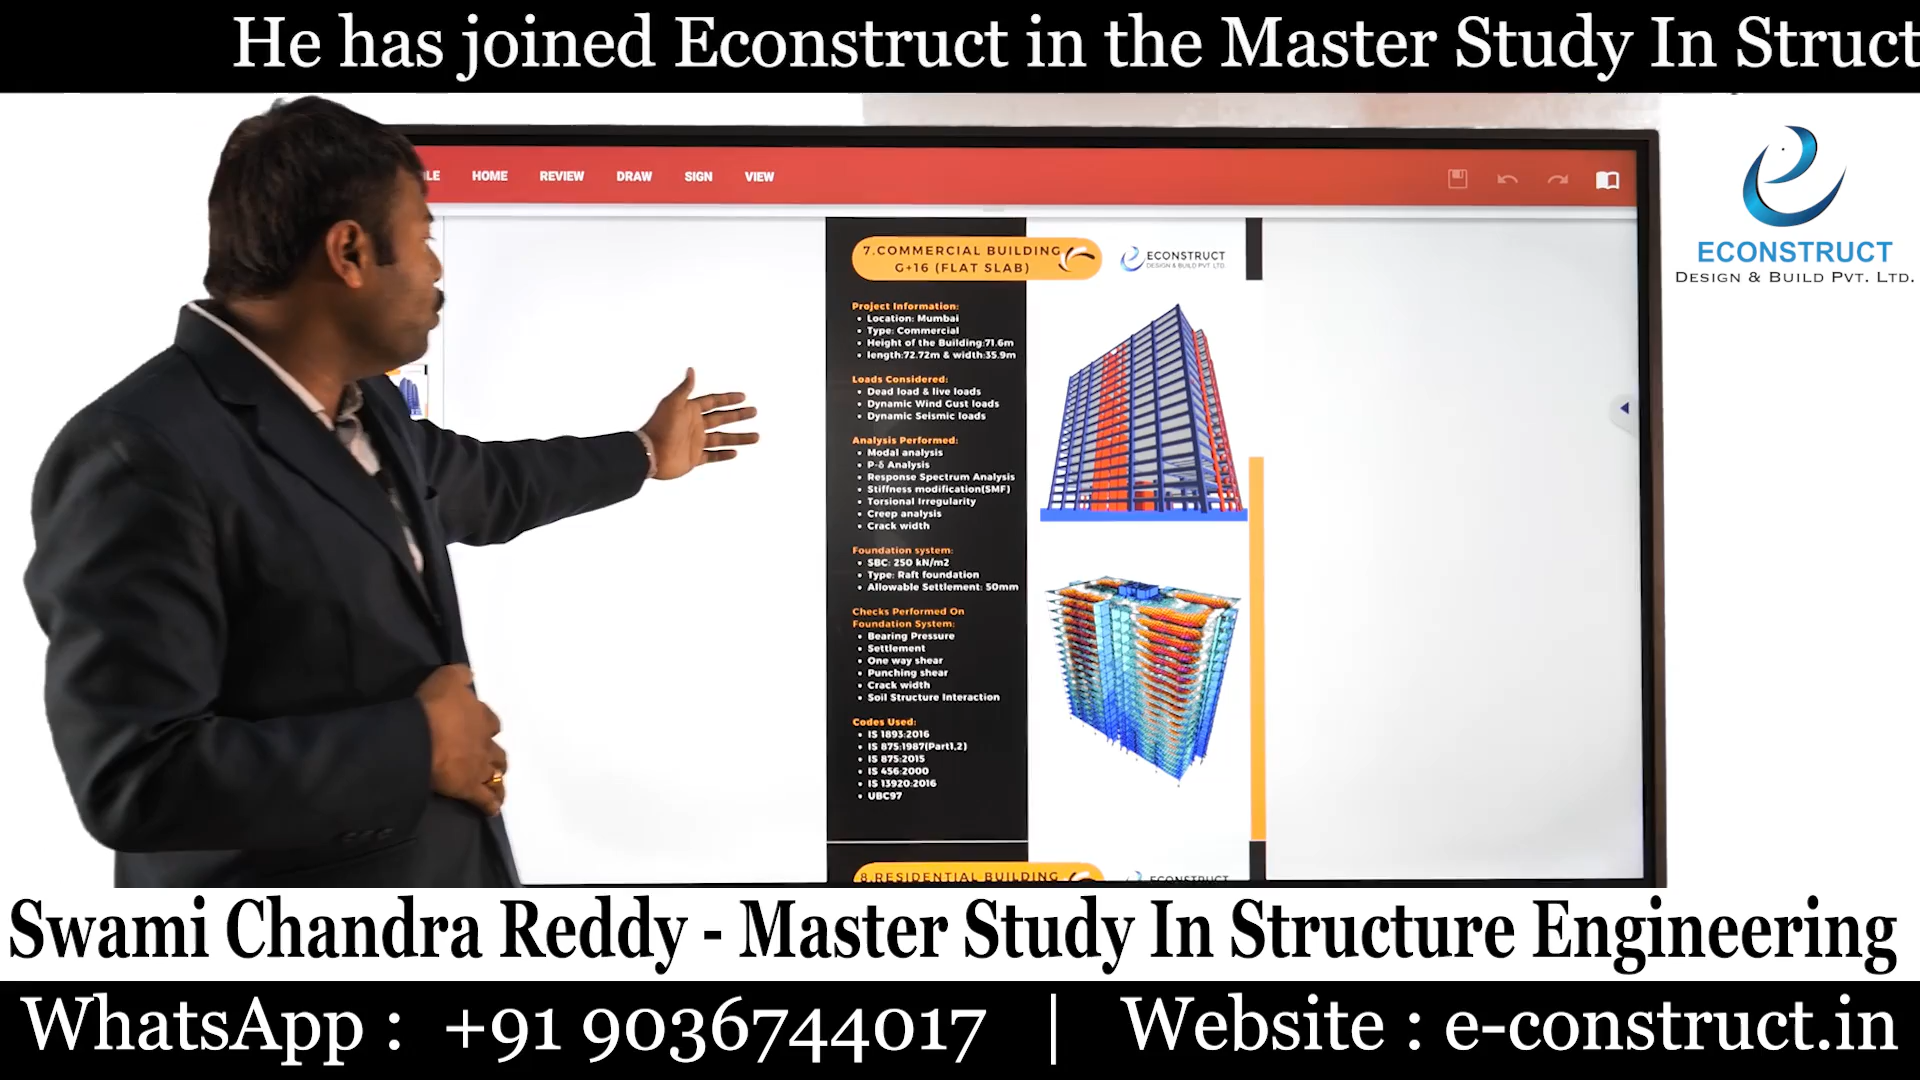 He has joined Econstruct in the Master Study In Struct
HOME REVIEW DRAW SIGN VIEW
ECONSTRUCT
DESIGN & BUILD PVT. LTD.
7.COMMERCIAL BUILDING
G+16 (FLAT SLAB)
ECONSTRUCT
DESIGN & BUILD PVT LTD.
Project Information:
• Location: Mumbai
• Type: Commercial
• Height of the Building:71.6m
• length:72.72m & width:35.9m
Loads Considered:
• Dead load & live loads
• Dynamic Wind Gust loads
• Dynamic Seismic loads
Analysis Performed:
• Modal analysis
• P-δ Analysis
• Response Spectrum Analysis
• Stiffness modification(SMF)
• Torsional Irregularity
• Creep analysis
• Crack width
Foundation system:
• SBC: 250 kN/m2
• Type: Raft foundation
• Allowable Settlement: 50mm
Checks Performed On
Foundation System:
• Bearing Pressure
• Settlement
• One way shear
• Punching shear
• Crack width
• Soil Structure Interaction
Codes Used:
• IS 1893:2016
• IS 875:1987(Part1,2)
• IS 875:2015
• IS 456:2000
• IS 13920:2016
• UBC97
8.RESIDENTIAL BUILDING
ECONSTRUCT
Swami Chandra Reddy - Master Study In Structure Engineering
WhatsApp : +91 9036744017 | Website : e-construct.in